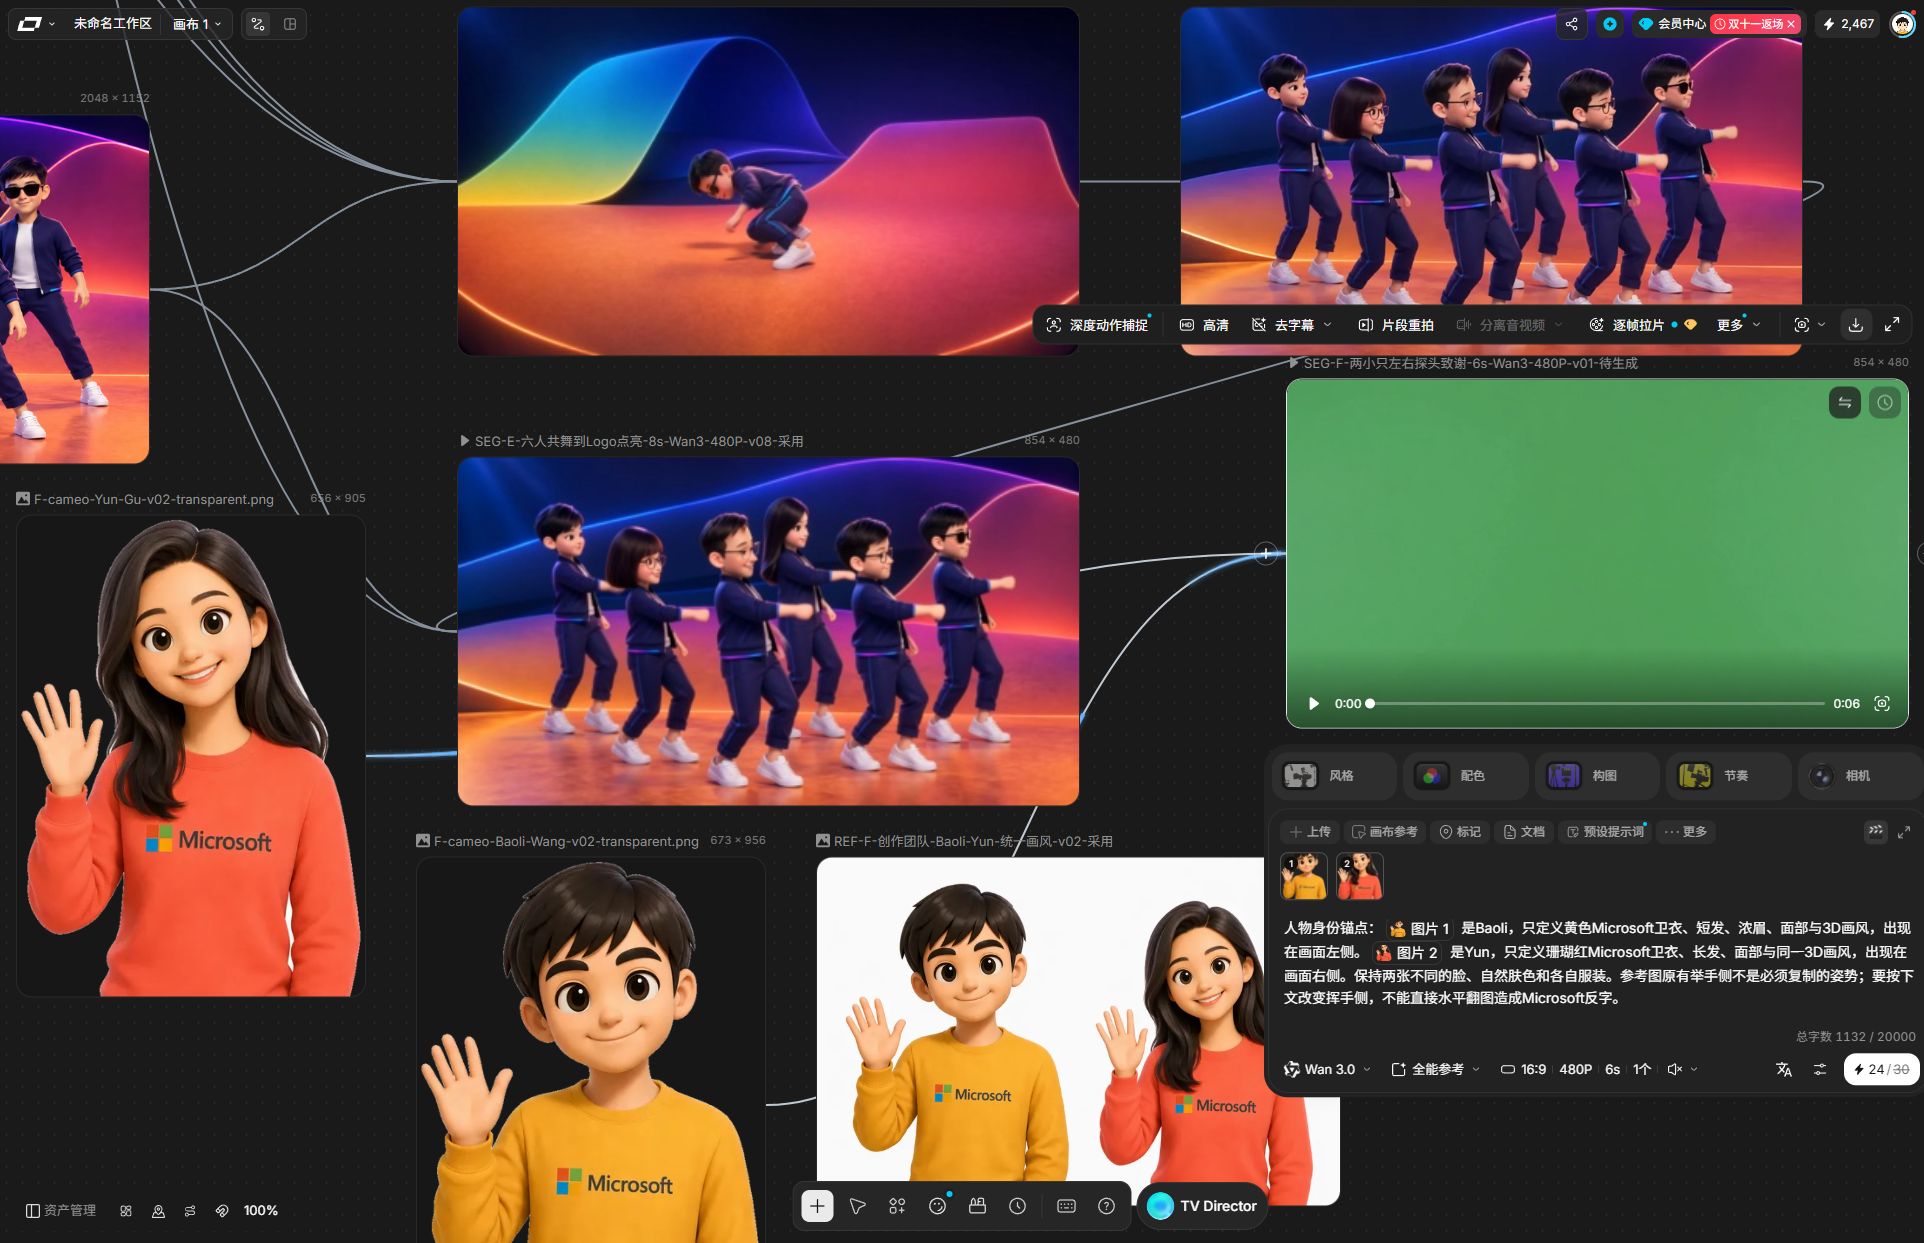 未命名工作区
画布 1
会员中心
双十一返场
2,467
2048 × 1152
深度动作捕捉
高清
去字幕
片段重拍
分离音视频
逐帧拉片
更多
SEG-F-两小只左右探头致谢-6s-Wan3-480P-v01-待生成
854 × 480
SEG-E-六人共舞到Logo点亮-8s-Wan3-480P-v08-采用
854 × 480
F-cameo-Yun-Gu-v02-transparent.png
656 × 905
Microsoft
0:00
0:06
风格
配色
构图
节奏
相机
上传
画布参考
标记
文档
预设提示词
更多
1
2
F-cameo-Baoli-Wang-v02-transparent.png
673 × 956
REF-F-创作团队-Baoli-Yun-统一画风-v02-采用
人物身份锚点： 图片 1 是Baoli，只定义黄色Microsoft卫衣、短发、浓眉、面部与3D画风，出现
在画面左侧。 图片 2 是Yun，只定义珊瑚红Microsoft卫衣、长发、面部与同一3D画风，出现在
画面右侧。保持两张不同的脸、自然肤色和各自服装。参考图原有举手侧不是必须复制的姿势；要按下
文改变挥手侧，不能直接水平翻图造成Microsoft反字。
总字数 1132 / 20000
Wan 3.0
全能参考
16:9
480P
6s
1个
24/30
Microsoft
Microsoft
Microsoft
资产管理
100%
TV Director